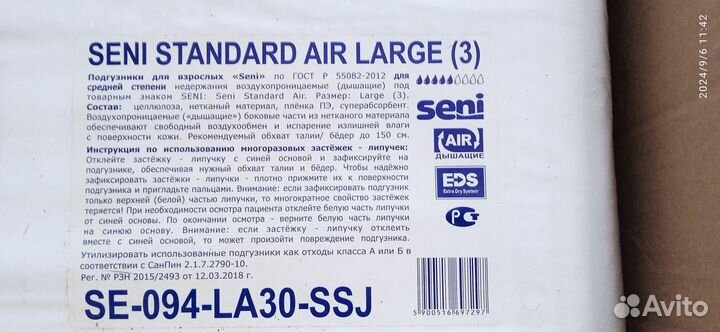 SENI STANDARD AIR LARGE (3)
Подгузники для взрослых «Seni» по ГОСТ Р 55082-2012 для
средней степени недержания воздухопроницаемые (дышащие) под
товарным знаком SENI: Seni Standard Air. Размер: Large (3).
Состав: целлюлоза, нетканый материал, плёнка ПЭ, суперабсорбент.
Воздухопроницаемые («дышащие») боковые части из нетканого материала
обеспечивают свободный воздухообмен и испарение излишней влаги
с поверхности кожи. Рекомендуемый обхват талии/ бёдер до 150 см.
Инструкция по использованию многоразовых застёжек - липучек:
Отклейте застёжку - липучку с синей основой и зафиксируйте на
подгузнике, обеспечивая нужный обхват талии и бёдер. Чтобы надёжно
зафиксировать застёжки - липучки - плотно прижмите их к поверхности
подгузника и пригладьте пальцами. Внимание: если зафиксировать подгузник
только верхней (белой) частью липучки, то многократное свойство застёжек
теряется! При необходимости осмотра пациента отклейте белую часть липучки
от синей основы. По окончании осмотра - верните белую часть липучки
на синюю основу. Внимание: если застёжку - липучку отклеить
вместе с синей основой, то может произойти повреждение подгузника.
Утилизировать использованные подгузники как отходы класса А или Б в
соответствии с СанПин 2.1.7.2790-10.
Рег. № РЗН 2015/2493 от 12.03.2018 г.
SE-094-LA30-SSJ
seni
AIR
ДЫШАЩИЕ
EDS
Extra Dry System
РСТ
5 900516 697297
2024/9/6 11:42
Avito